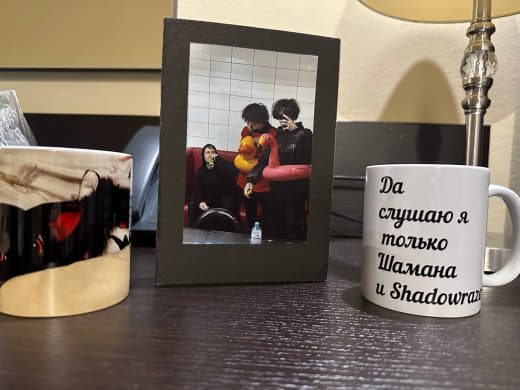 Да
слушаю я
только
Шамана
и Shadowraze